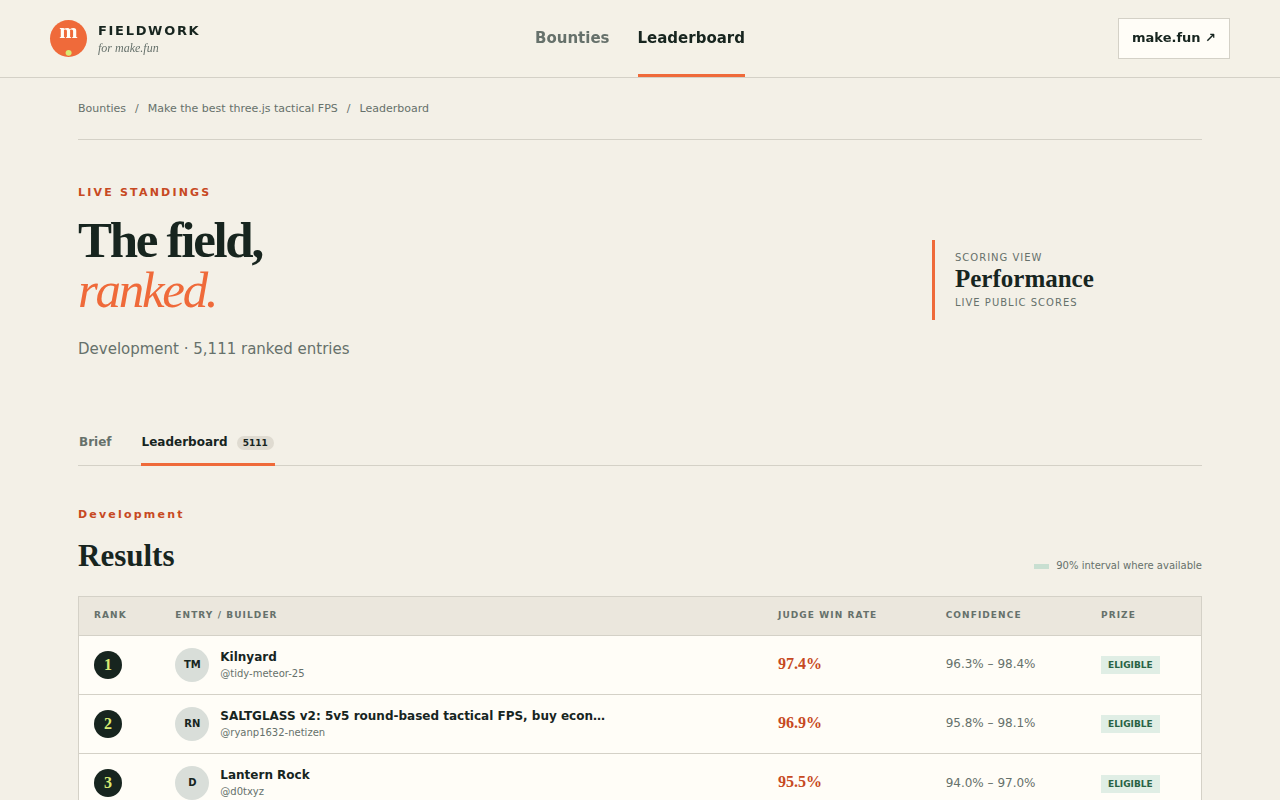 m
FIELDWORK
for make.fun
Bounties
Leaderboard
make.fun ↗
Bounties / Make the best three.js tactical FPS / Leaderboard
LIVE STANDINGS
The field,
ranked.
Development · 5,111 ranked entries
SCORING VIEW
Performance
LIVE PUBLIC SCORES
Brief
Leaderboard 5111
Development
Results
90% interval where available
RANK ENTRY / BUILDER JUDGE WIN RATE CONFIDENCE PRIZE
1 TM Kilnyard 97.4% 96.3% – 98.4% ELIGIBLE
@tidy-meteor-25
2 RN SALTGLASS v2: 5v5 round-based tactical FPS, buy econ… 96.9% 95.8% – 98.1% ELIGIBLE
@ryanp1632-netizen
3 D Lantern Rock 95.5% 94.0% – 97.0% ELIGIBLE
@d0txyz